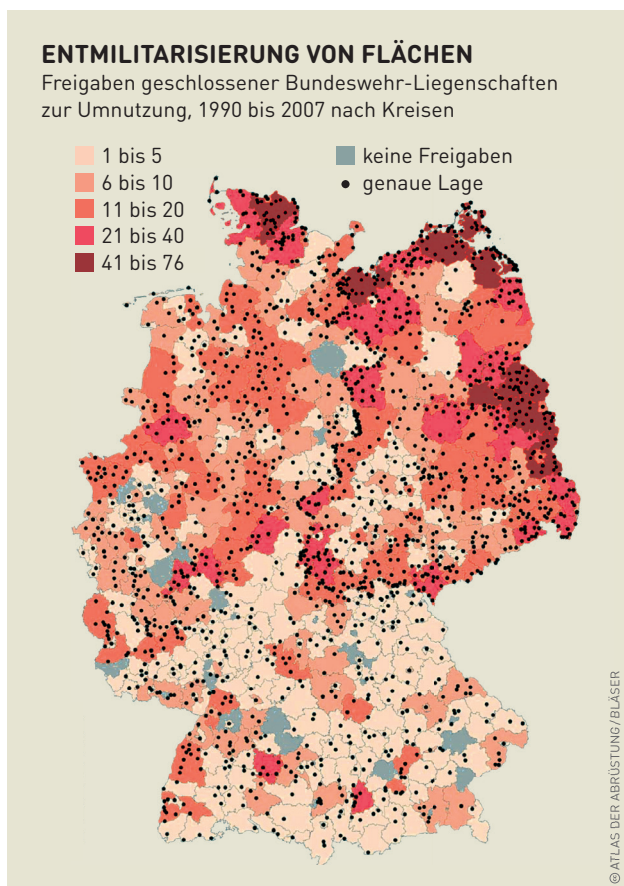 ENTMILITARISIERUNG VON FLÄCHEN
Freigaben geschlossener Bundeswehr-Liegenschaften
zur Umnutzung, 1990 bis 2007 nach Kreisen
1 bis 5
6 bis 10
11 bis 20
21 bis 40
41 bis 76
keine Freigaben
genaue Lage
© ATLAS DER ABRÜSTUNG/BLÄSER